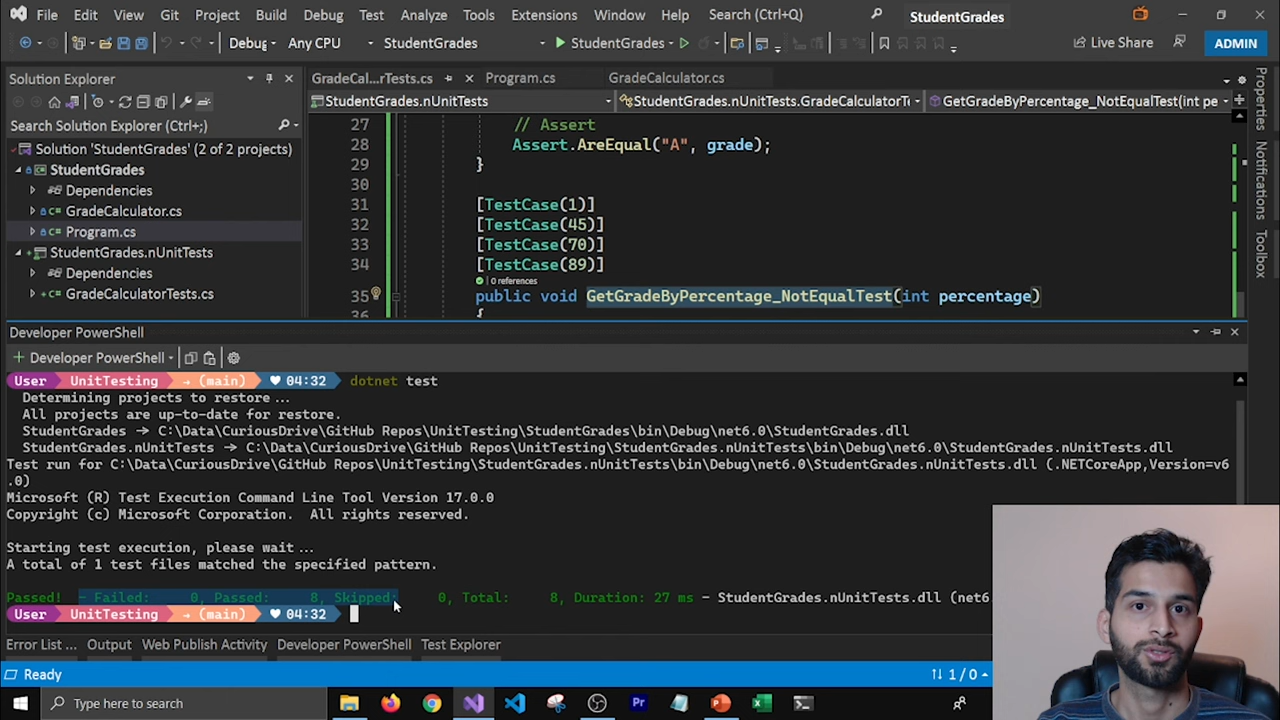 File Edit View Git Project Build Debug Test Analyze Tools Extensions Window Help Search (Ctrl+Q) StudentGrades
Debug Any CPU StudentGrades StudentGrades Live Share ADMIN
Solution Explorer
Search Solution Explorer (Ctrl+;)
Solution 'StudentGrades' (2 of 2 projects)
StudentGrades
Dependencies
GradeCalculator.cs
Program.cs
StudentGrades.nUnitTests
Dependencies
GradeCalculatorTests.cs
GradeCal...rTests.cs Program.cs GradeCalculator.cs
StudentGrades.nUnitTests StudentGrades.nUnitTests.GradeCalculatorT GetGradeByPercentage_NotEqualTest(int pe
27 // Assert
28 Assert.AreEqual("A", grade);
29 }
30
31 [TestCase(1)]
32 [TestCase(45)]
33 [TestCase(70)]
34 [TestCase(89)]
0 references
35 public void GetGradeByPercentage_NotEqualTest(int percentage)
36 {
Properties
Notifications
Toolbox
Developer PowerShell
+ Developer PowerShell
User UnitTesting → (main) ♥ 04:32 dotnet test
Determining projects to restore...
All projects are up-to-date for restore.
StudentGrades → C:\Data\CuriousDrive\GitHub Repos\UnitTesting\StudentGrades\bin\Debug\net6.0\StudentGrades.dll
StudentGrades.nUnitTests → C:\Data\CuriousDrive\GitHub Repos\UnitTesting\StudentGrades.nUnitTests\bin\Debug\net6.0\StudentGrades.nUnitTests.dll
Test run for C:\Data\CuriousDrive\GitHub Repos\UnitTesting\StudentGrades.nUnitTests\bin\Debug\net6.0\StudentGrades.nUnitTests.dll (.NETCoreApp,Version=v6
.0)
Microsoft (R) Test Execution Command Line Tool Version 17.0.0
Copyright (c) Microsoft Corporation. All rights reserved.
Starting test execution, please wait...
A total of 1 test files matched the specified pattern.
Passed! - Failed: 0, Passed: 8, Skipped: 0, Total: 8, Duration: 27 ms - StudentGrades.nUnitTests.dll (net6
User UnitTesting → (main) ♥ 04:32
Error List ... Output Web Publish Activity Developer PowerShell Test Explorer
Ready 1 / 0
Type here to search Pr